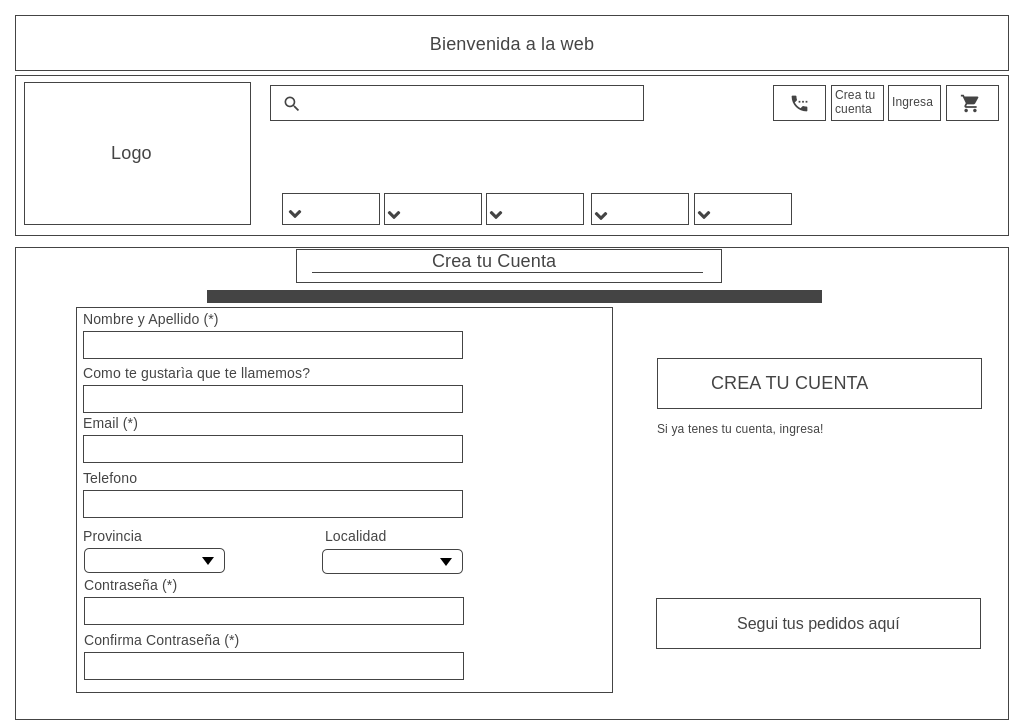 Bienvenida a la web
Logo
Crea tu
cuenta
Ingresa
Crea tu Cuenta
Nombre y Apellido (*)
Como te gustarìa que te llamemos?
Email (*)
Telefono
Provincia
Localidad
Contraseña (*)
Confirma Contraseña (*)
CREA TU CUENTA
Si ya tenes tu cuenta, ingresa!
Segui tus pedidos aquí